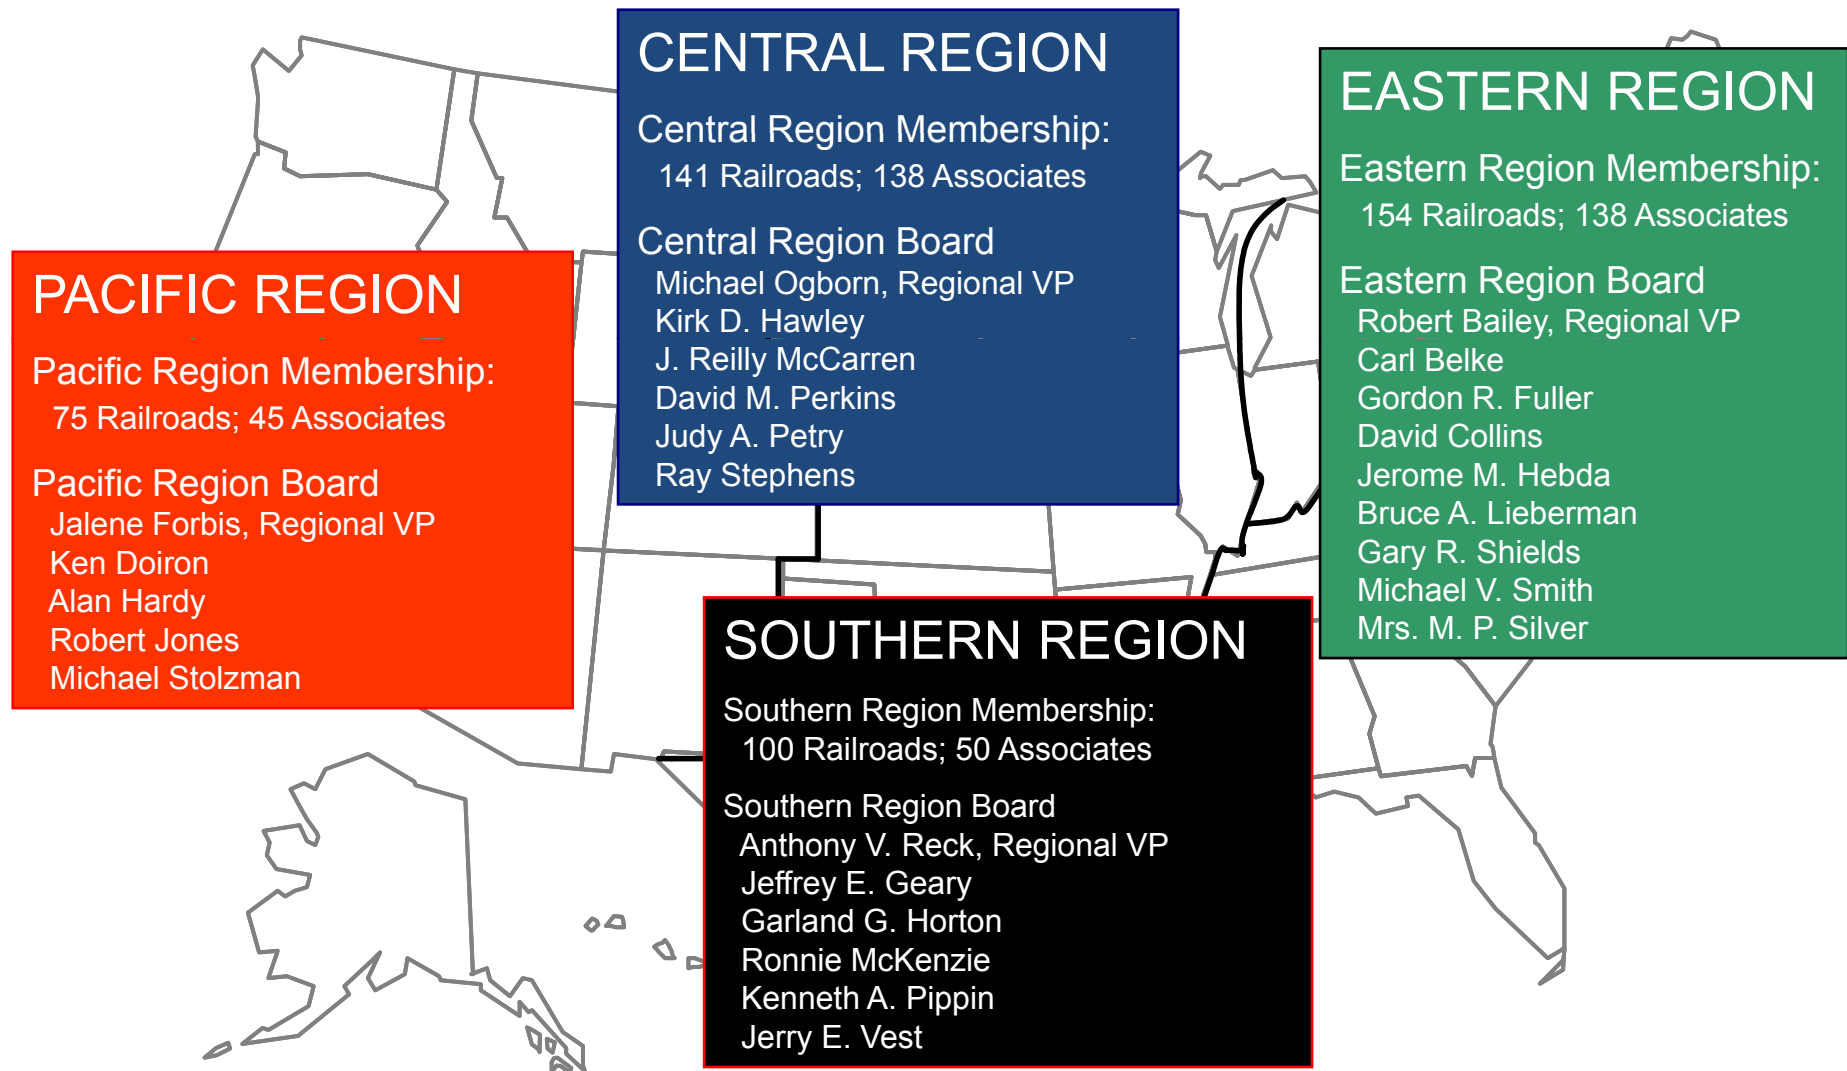 CENTRAL REGION
Central Region Membership:
141 Railroads; 138 Associates
Central Region Board
Michael Ogborn, Regional VP
Kirk D. Hawley
J. Reilly McCarren
David M. Perkins
Judy A. Petry
Ray Stephens
EASTERN REGION
Eastern Region Membership:
154 Railroads; 138 Associates
Eastern Region Board
Robert Bailey, Regional VP
Carl Belke
Gordon R. Fuller
David Collins
Jerome M. Hebda
Bruce A. Lieberman
Gary R. Shields
Michael V. Smith
Mrs. M. P. Silver
PACIFIC REGION
Pacific Region Membership:
75 Railroads; 45 Associates
Pacific Region Board
Jalene Forbis, Regional VP
Ken Doiron
Alan Hardy
Robert Jones
Michael Stolzman
SOUTHERN REGION
Southern Region Membership:
100 Railroads; 50 Associates
Southern Region Board
Anthony V. Reck, Regional VP
Jeffrey E. Geary
Garland G. Horton
Ronnie McKenzie
Kenneth A. Pippin
Jerry E. Vest